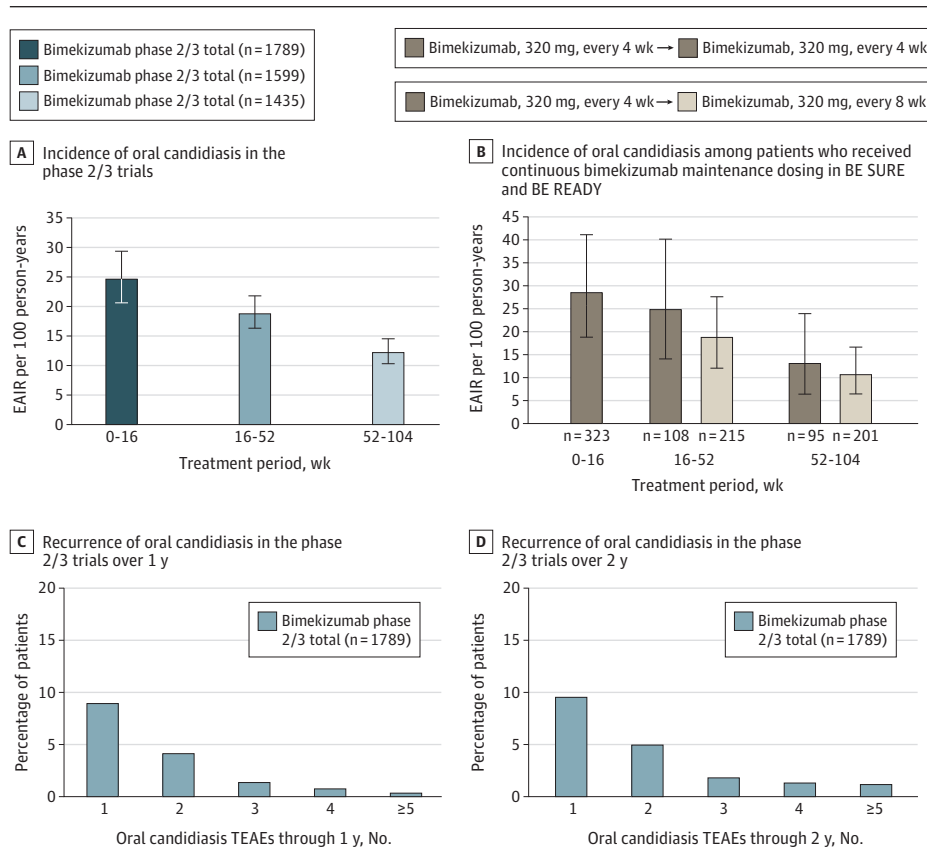 Bimekizumab phase 2/3 total (n=1789)
Bimekizumab phase 2/3 total (n=1599)
Bimekizumab phase 2/3 total (n=1435)
Bimekizumab, 320 mg, every 4 wk → Bimekizumab, 320 mg, every 4 wk
Bimekizumab, 320 mg, every 4 wk → Bimekizumab, 320 mg, every 8 wk
A Incidence of oral candidiasis in the
phase 2/3 trials
35
30
25
20
15
10
5
0
EAIR per 100 person-years
0-16 16-52 52-104
Treatment period, wk
B Incidence of oral candidiasis among patients who received
continuous bimekizumab maintenance dosing in BE SURE
and BE READY
45
40
35
30
25
20
15
10
5
0
EAIR per 100 person-years
n=323 n=108 n=215 n=95 n=201
0-16 16-52 52-104
Treatment period, wk
C Recurrence of oral candidiasis in the phase
2/3 trials over 1 y
20
15
10
5
0
Percentage of patients
Bimekizumab phase
2/3 total (n=1789)
1 2 3 4 ≥5
Oral candidiasis TEAEs through 1 y, No.
D Recurrence of oral candidiasis in the phase
2/3 trials over 2 y
20
15
10
5
0
Percentage of patients
Bimekizumab phase
2/3 total (n=1789)
1 2 3 4 ≥5
Oral candidiasis TEAEs through 2 y, No.